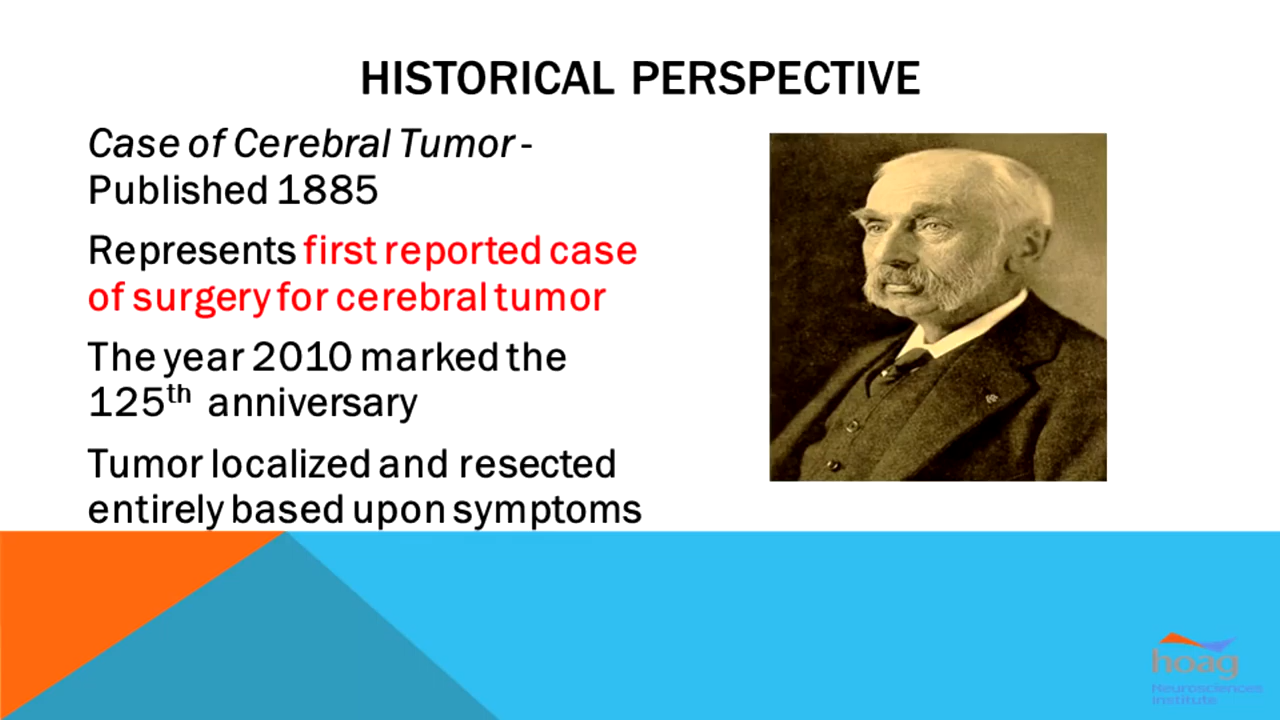 HISTORICAL PERSPECTIVE
Case of Cerebral Tumor -
Published 1885
Represents first reported case
of surgery for cerebral tumor
The year 2010 marked the
125th anniversary
Tumor localized and resected
entirely based upon symptoms
hoag
Neurosciences
Institute